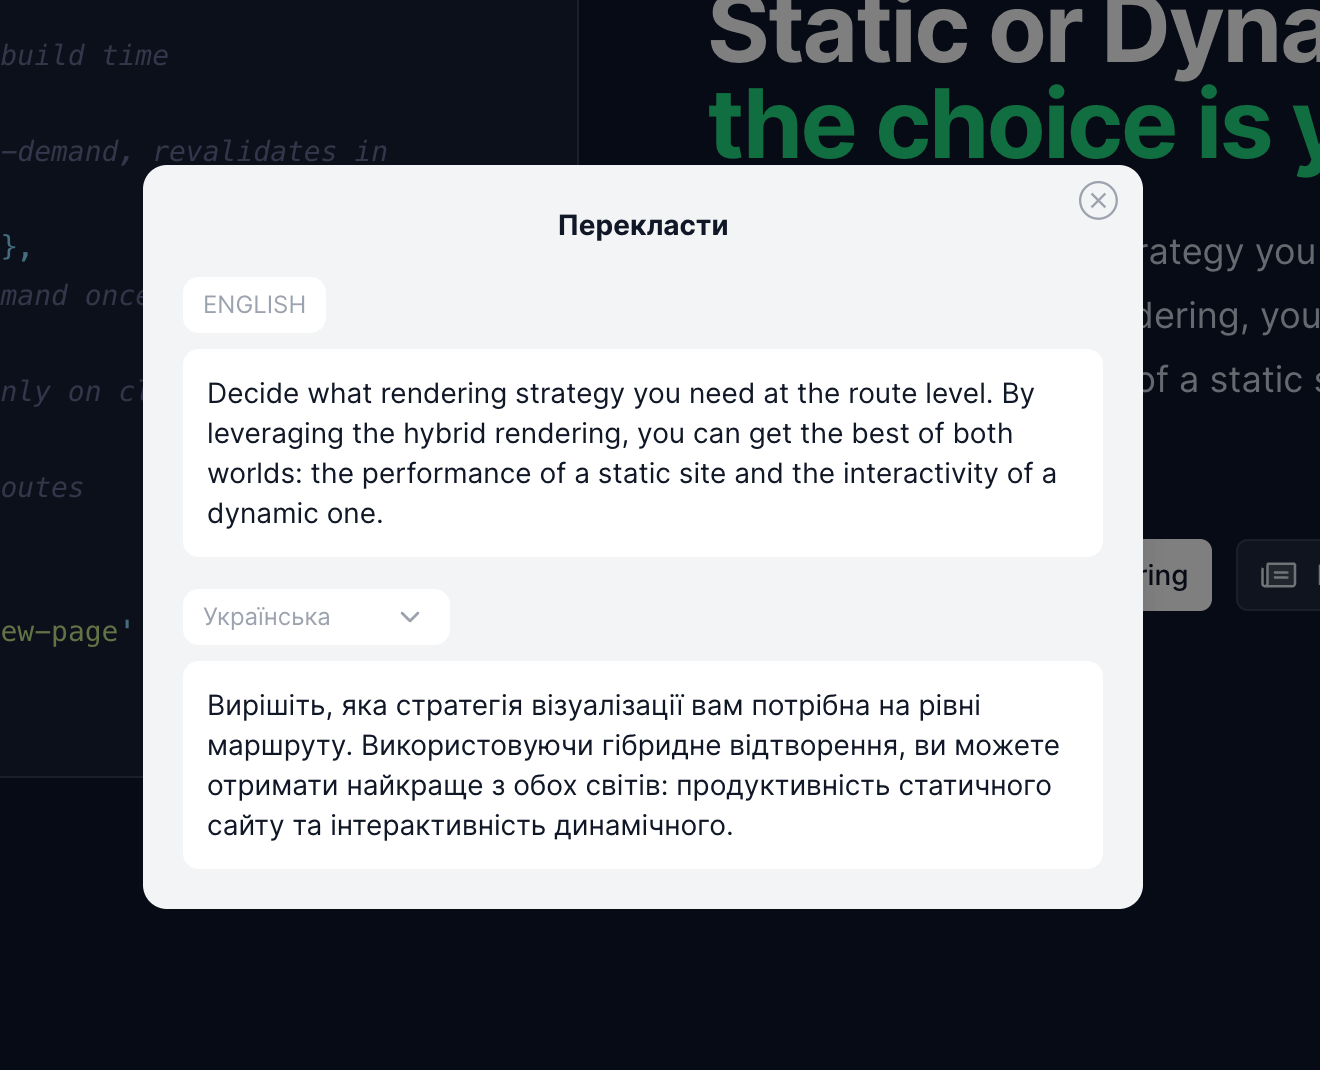 build time
Static or Dyna
-demand, revalidates in
the choice is y
Перекласти
},
rategy you
ENGLISH
mand once
dering, you
Decide what rendering strategy you need at the route level. By
leveraging the hybrid rendering, you can get the best of both
worlds: the performance of a static site and the interactivity of a
dynamic one.
nly on cl
of a static s
outes
ring
Українська
ew-page'
Вирішіть, яка стратегія візуалізації вам потрібна на рівні
маршруту. Використовуючи гібридне відтворення, ви можете
отримати найкраще з обох світів: продуктивність статичного
сайту та інтерактивність динамічного.